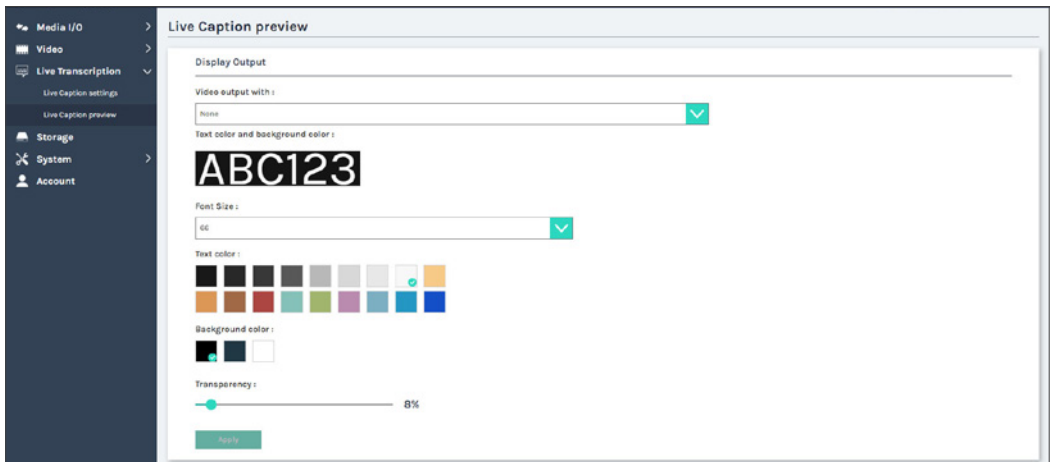 Media I/O
Video
Live Transcription
Live Caption settings
Live Caption preview
Storage
System
Account
Live Caption preview
Display Output
Video output with :
None
Text color and background color :
ABC123
Font Size :
66
Text color :
Background color :
Transparency :
8%
Apply